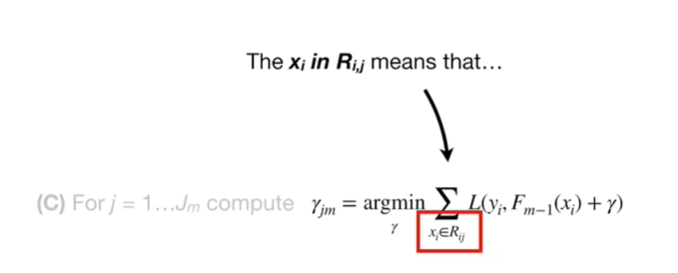 The xᵢ in Rᵢ,ⱼ means that…
(C) For j = 1…Jₘ compute γⱼₘ = argmin ∑ L(yᵢ, Fₘ₋₁(xᵢ) + γ)
γ xᵢ∈Rᵢⱼ